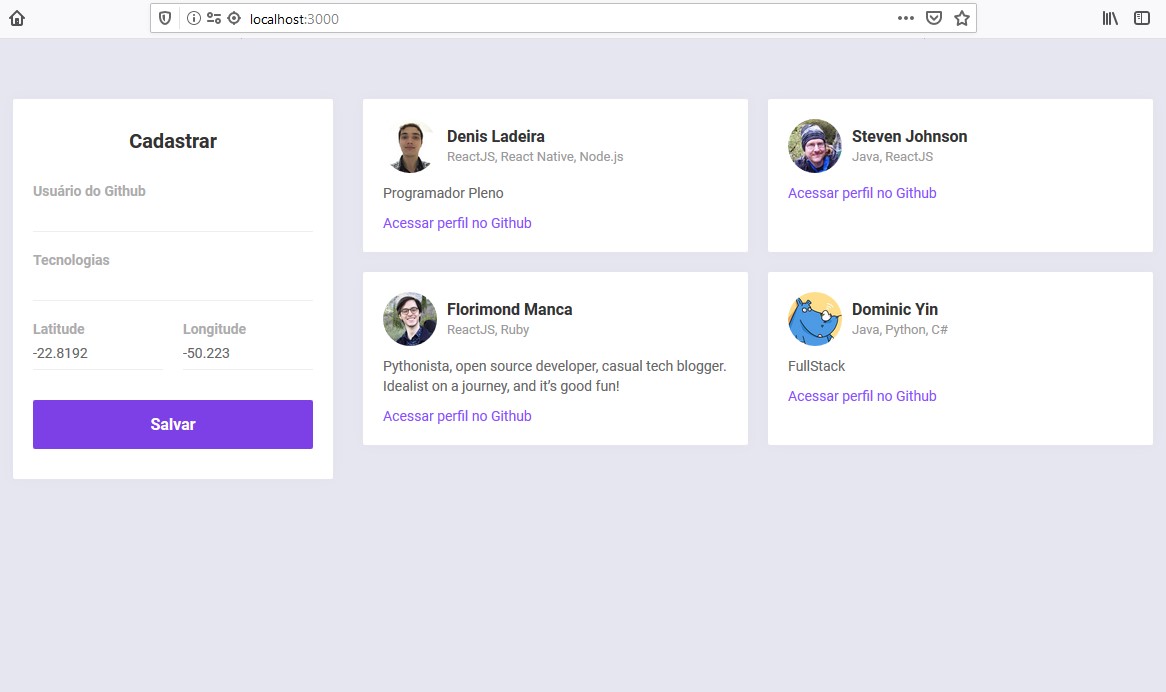 localhost:3000
Cadastrar
Usuário do Github
Tecnologias
Latitude
Longitude
-22.8192
-50.223
Salvar
Denis Ladeira
ReactJS, React Native, Node.js
Programador Pleno
Acessar perfil no Github
Steven Johnson
Java, ReactJS
Acessar perfil no Github
Florimond Manca
ReactJS, Ruby
Pythonista, open source developer, casual tech blogger.
Idealist on a journey, and it’s good fun!
Acessar perfil no Github
Dominic Yin
Java, Python, C#
FullStack
Acessar perfil no Github